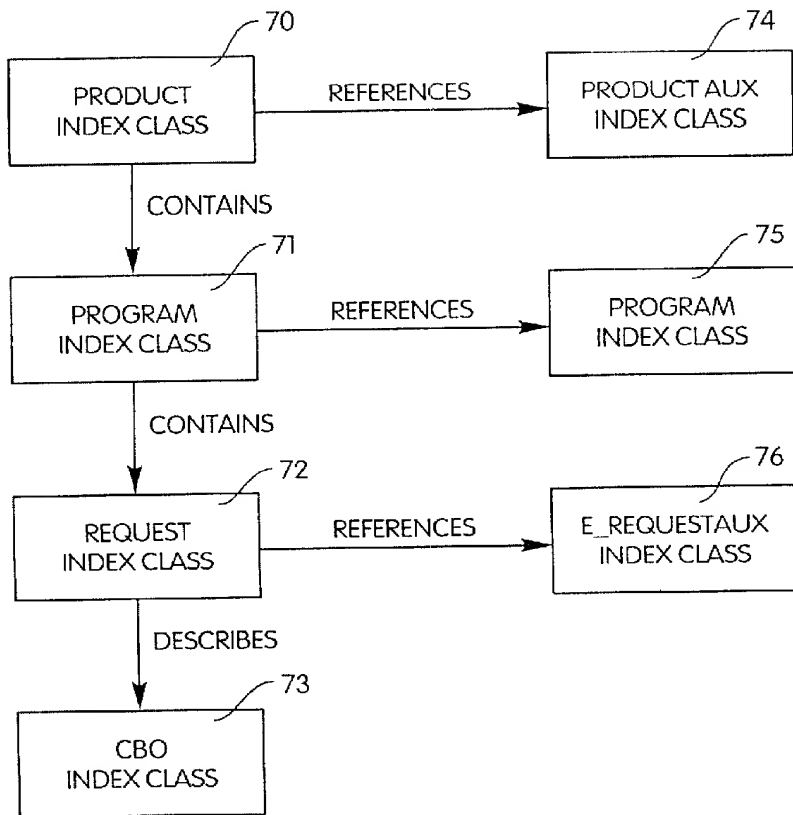 70
74
PRODUCT
INDEX CLASS
REFERENCES
PRODUCT AUX
INDEX CLASS
CONTAINS
71
75
PROGRAM
INDEX CLASS
REFERENCES
PROGRAM
INDEX CLASS
CONTAINS
72
76
REQUEST
INDEX CLASS
REFERENCES
E_REQUESTAUX
INDEX CLASS
DESCRIBES
73
CBO
INDEX CLASS